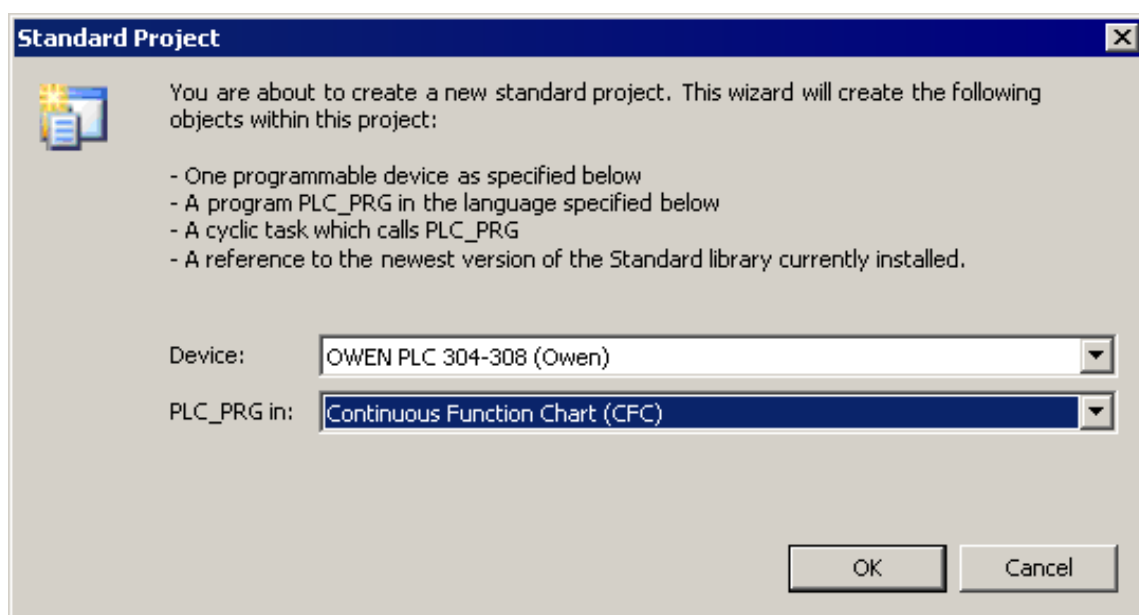 Standard Project
You are about to create a new standard project. This wizard will create the following
objects within this project:
- One programmable device as specified below
- A program PLC_PRG in the language specified below
- A cyclic task which calls PLC_PRG
- A reference to the newest version of the Standard library currently installed.
Device: OWEN PLC 304-308 (Owen)
PLC_PRG in: Continuous Function Chart (CFC)
OK Cancel